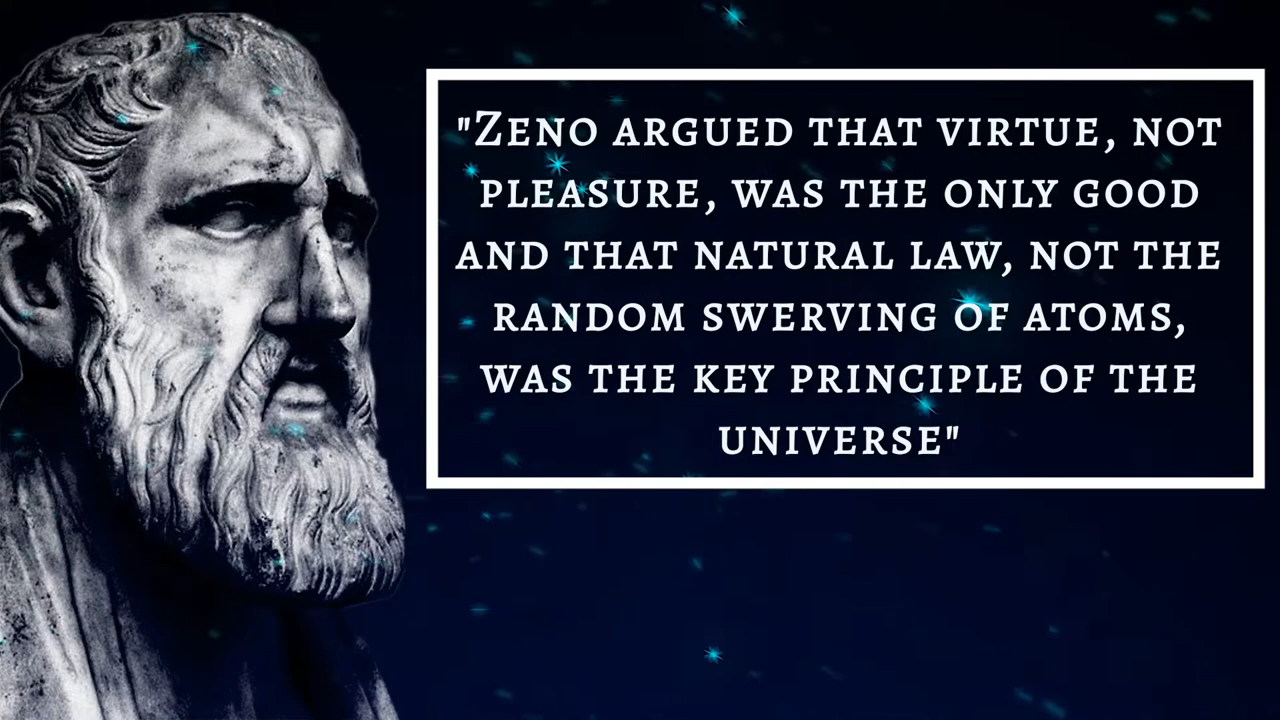 "Zeno argued that virtue, not
pleasure, was the only good
and that natural law, not the
random swerving of atoms,
was the key principle of the
universe"